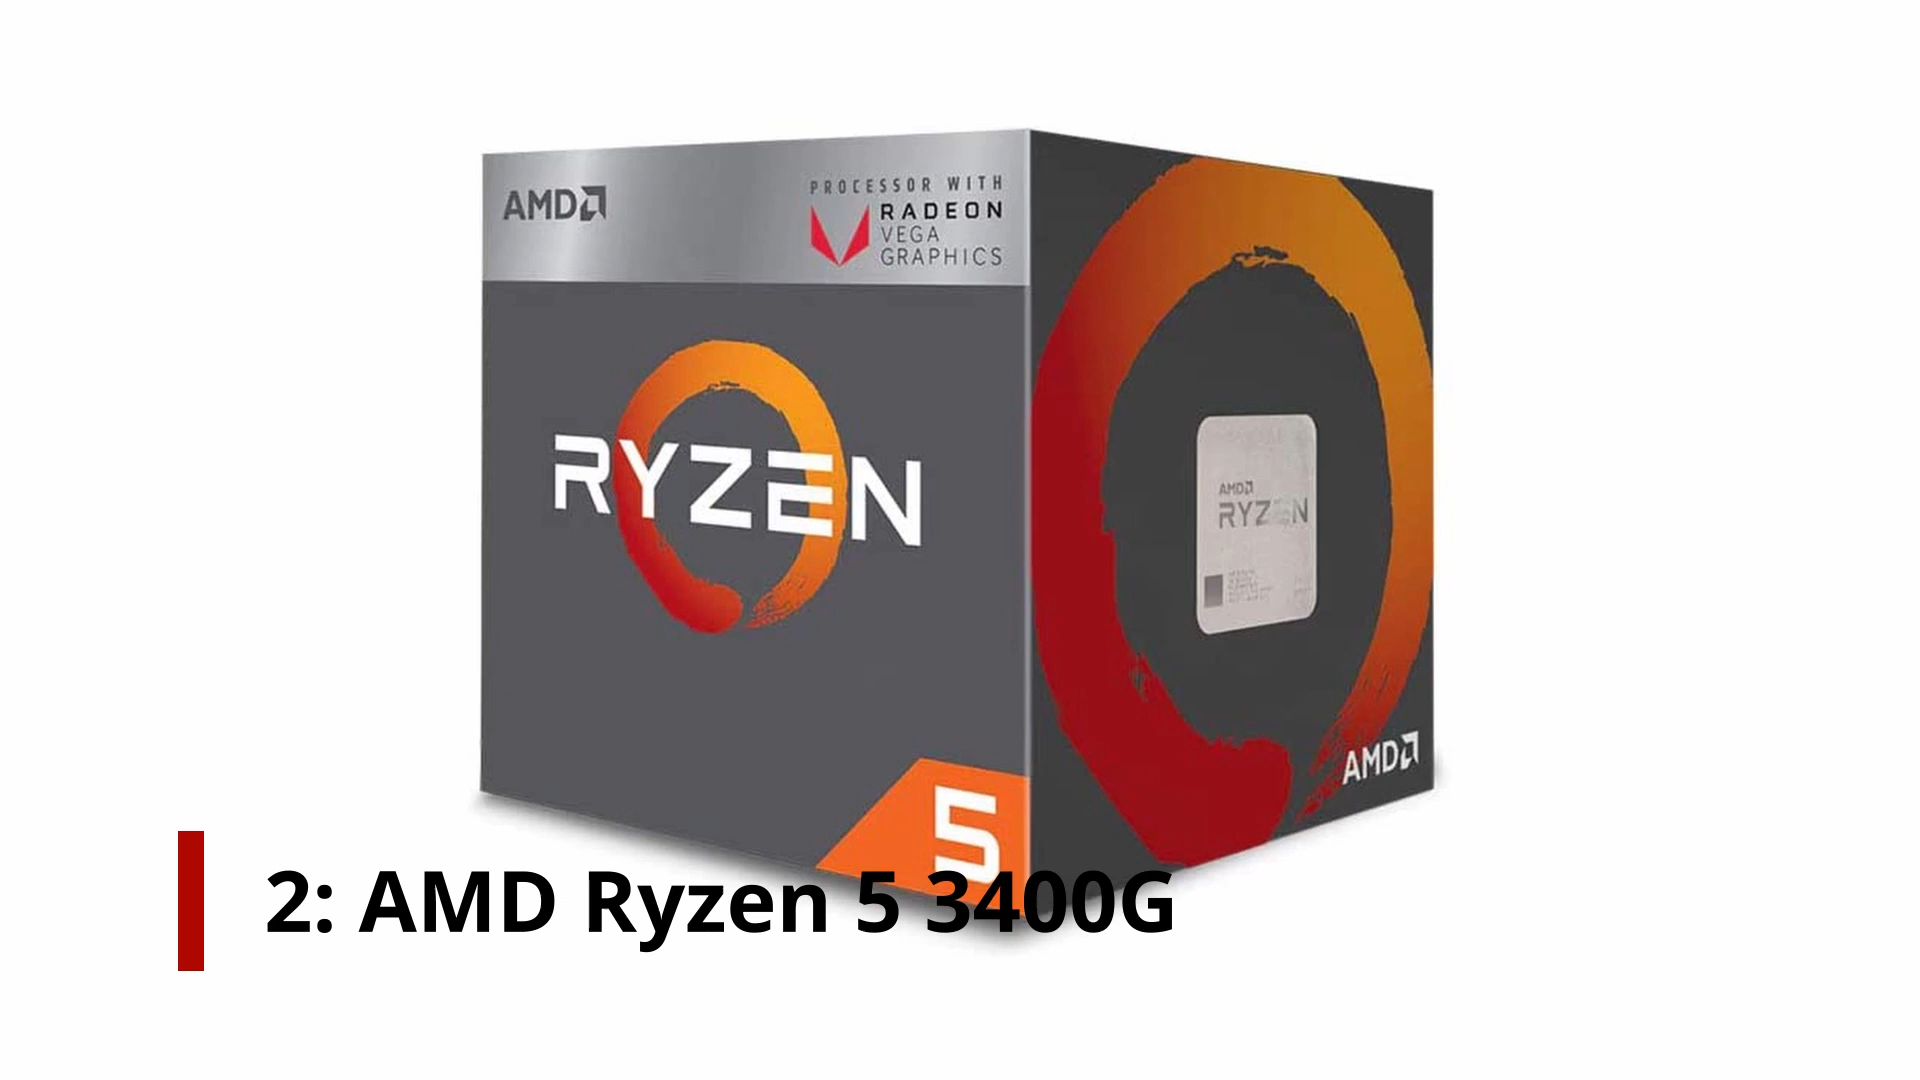 AMD
PROCESSOR WITH
RADEON
VEGA
GRAPHICS
RYZEN
5
AMD
RYZEN
AMD
2: AMD Ryzen 5 3400G